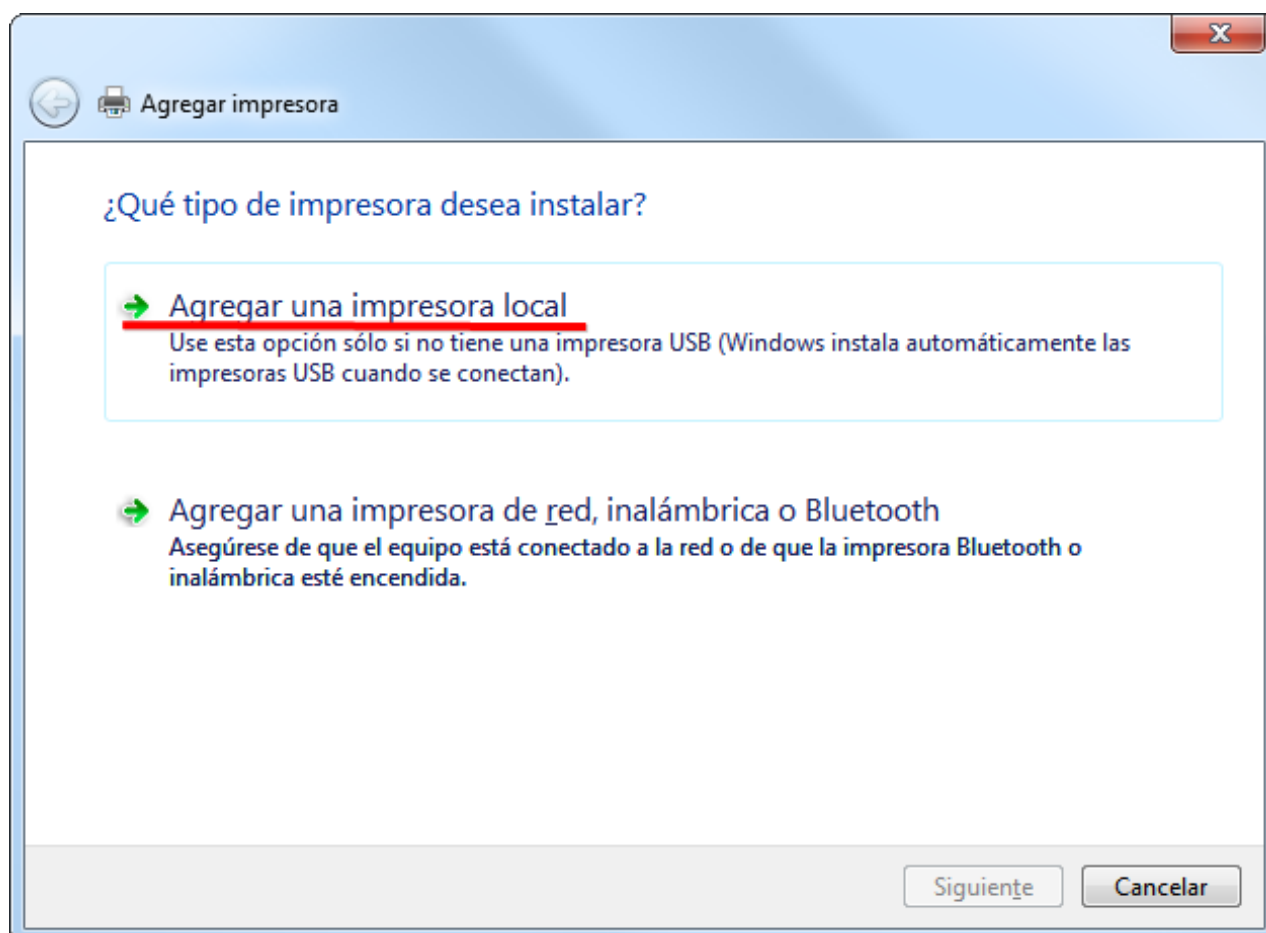 Agregar impresora
¿Qué tipo de impresora desea instalar?
Agregar una impresora local
Use esta opción sólo si no tiene una impresora USB (Windows instala automáticamente las
impresoras USB cuando se conectan).
Agregar una impresora de red, inalámbrica o Bluetooth
Asegúrese de que el equipo está conectado a la red o de que la impresora Bluetooth o
inalámbrica esté encendida.
Siguiente
Cancelar